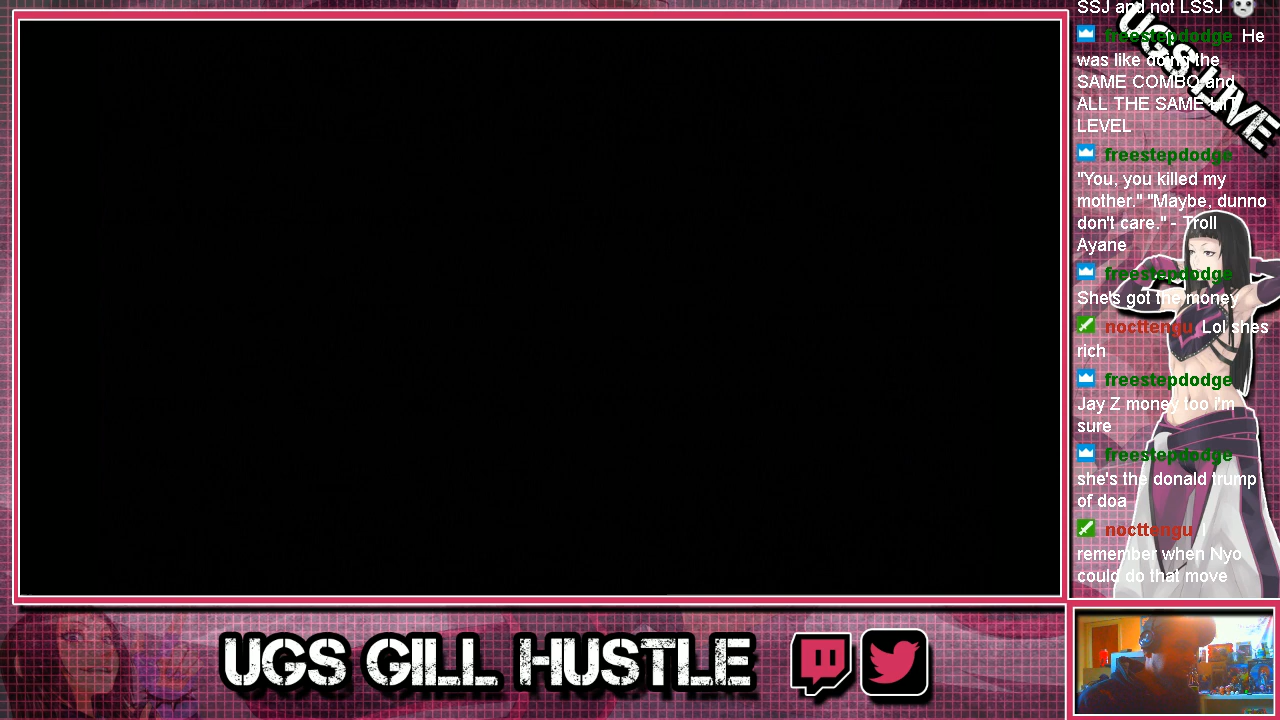 SSJ and not LSSJ
freestepdodge He
was like doing the
SAME COMBO and
ALL THE SAME HIT
LEVEL
freestepdodge
"You, you killed my
mother." "Maybe, dunno
don't care." - Troll
Ayane
freestepdodge
She's got the money
nocttengu Lol shes
rich
freestepdodge
Jay Z money too i'm
sure
freestepdodge
she's the donald trump
of doa
nocttengu I
remember when Nyo
could do that move
UGS LIVE
UGS GILL HUSTLE